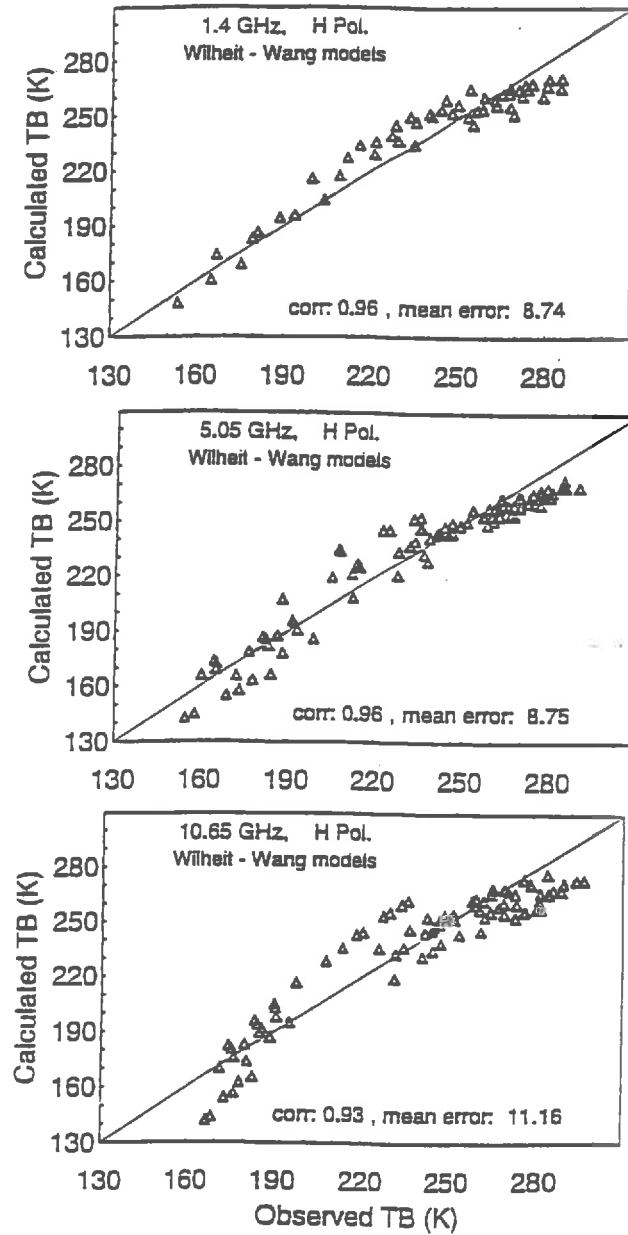 1.4 GHz, H Pol.
Wilheit - Wang models
Calculated TB (K)
280
250
220
190
160
130
corr: 0.96 , mean error: 8.74
130 160 190 220 250 280
5.05 GHz, H Pol.
Wilheit - Wang models
Calculated TB (K)
280
250
220
190
160
130
corr: 0.96 , mean error: 8.75
130 160 190 220 250 280
10.65 GHz, H Pol.
Wilheit - Wang models
Calculated TB (K)
280
250
220
190
160
130
corr: 0.93 , mean error: 11.16
130 160 190 220 250 280
Observed TB (K)